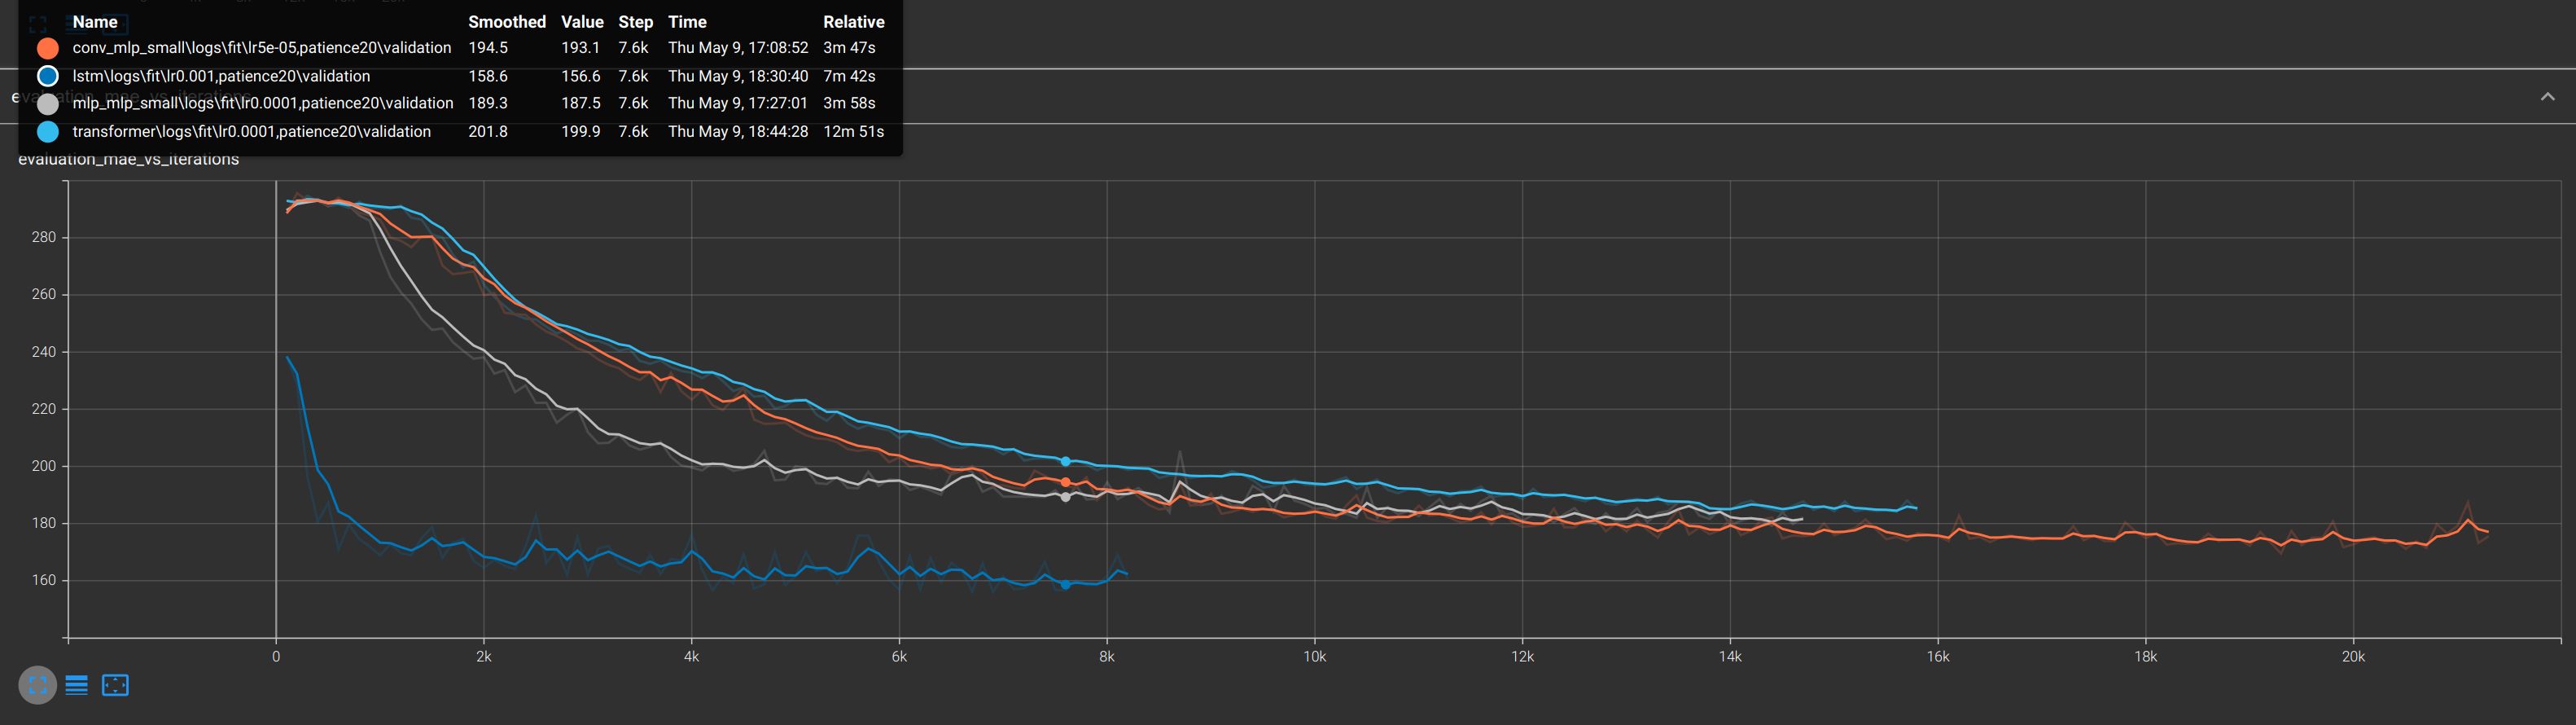 Name Smoothed Value Step Time Relative
conv_mlp_small\logs\fit\lr5e-05,patience20\validation 194.5 193.1 7.6k Thu May 9, 17:08:52 3m 47s
lstm\logs\fit\lr0.001,patience20\validation 158.6 156.6 7.6k Thu May 9, 18:30:40 7m 42s
evaluation_mae_vs_iterations
mlp_mlp_small\logs\fit\lr0.0001,patience20\validation 189.3 187.5 7.6k Thu May 9, 17:27:01 3m 58s
transformer\logs\fit\lr0.0001,patience20\validation 201.8 199.9 7.6k Thu May 9, 18:44:28 12m 51s
evaluation_mae_vs_iterations
280
260
240
220
200
180
160
0 2k 4k 6k 8k 10k 12k 14k 16k 18k 20k